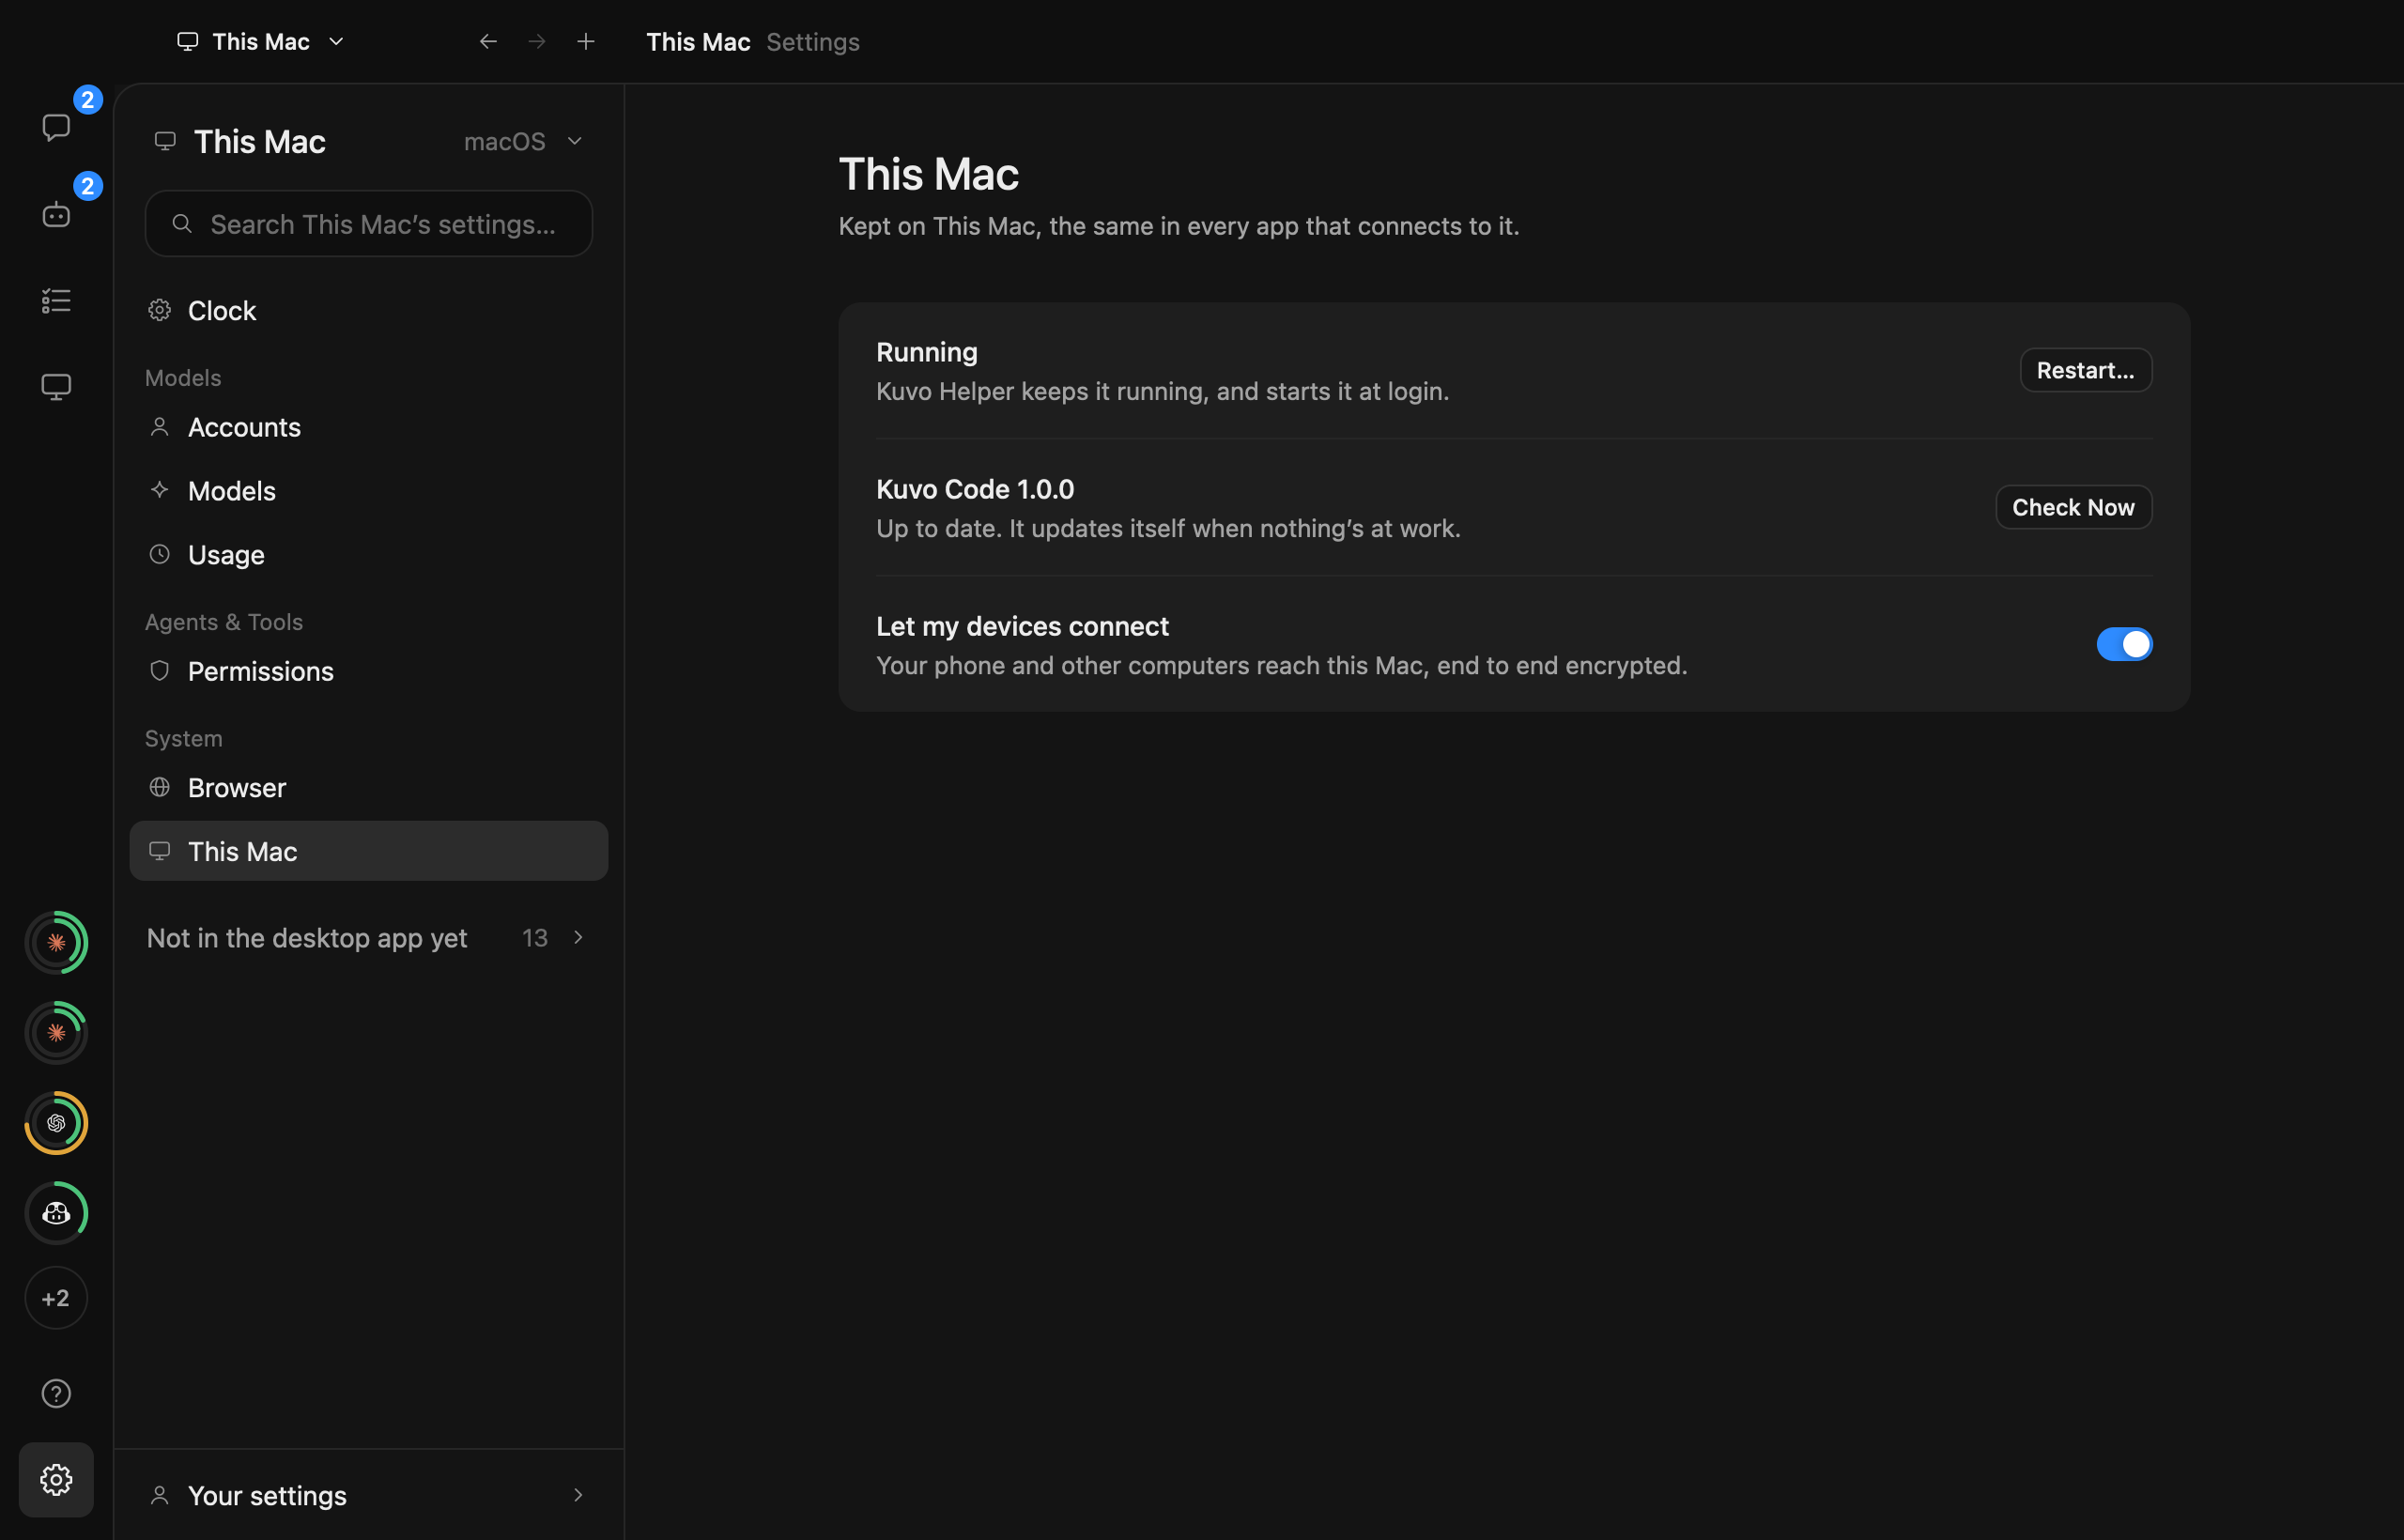 This Mac
This Mac Settings
2
2
This Mac macOS
Search This Mac’s settings...
Clock
Models
Accounts
Models
Usage
Agents & Tools
Permissions
System
Browser
This Mac
Not in the desktop app yet 13
+2
Your settings
This Mac
Kept on This Mac, the same in every app that connects to it.
Running
Kuvo Helper keeps it running, and starts it at login.
Restart...
Kuvo Code 1.0.0
Up to date. It updates itself when nothing’s at work.
Check Now
Let my devices connect
Your phone and other computers reach this Mac, end to end encrypted.